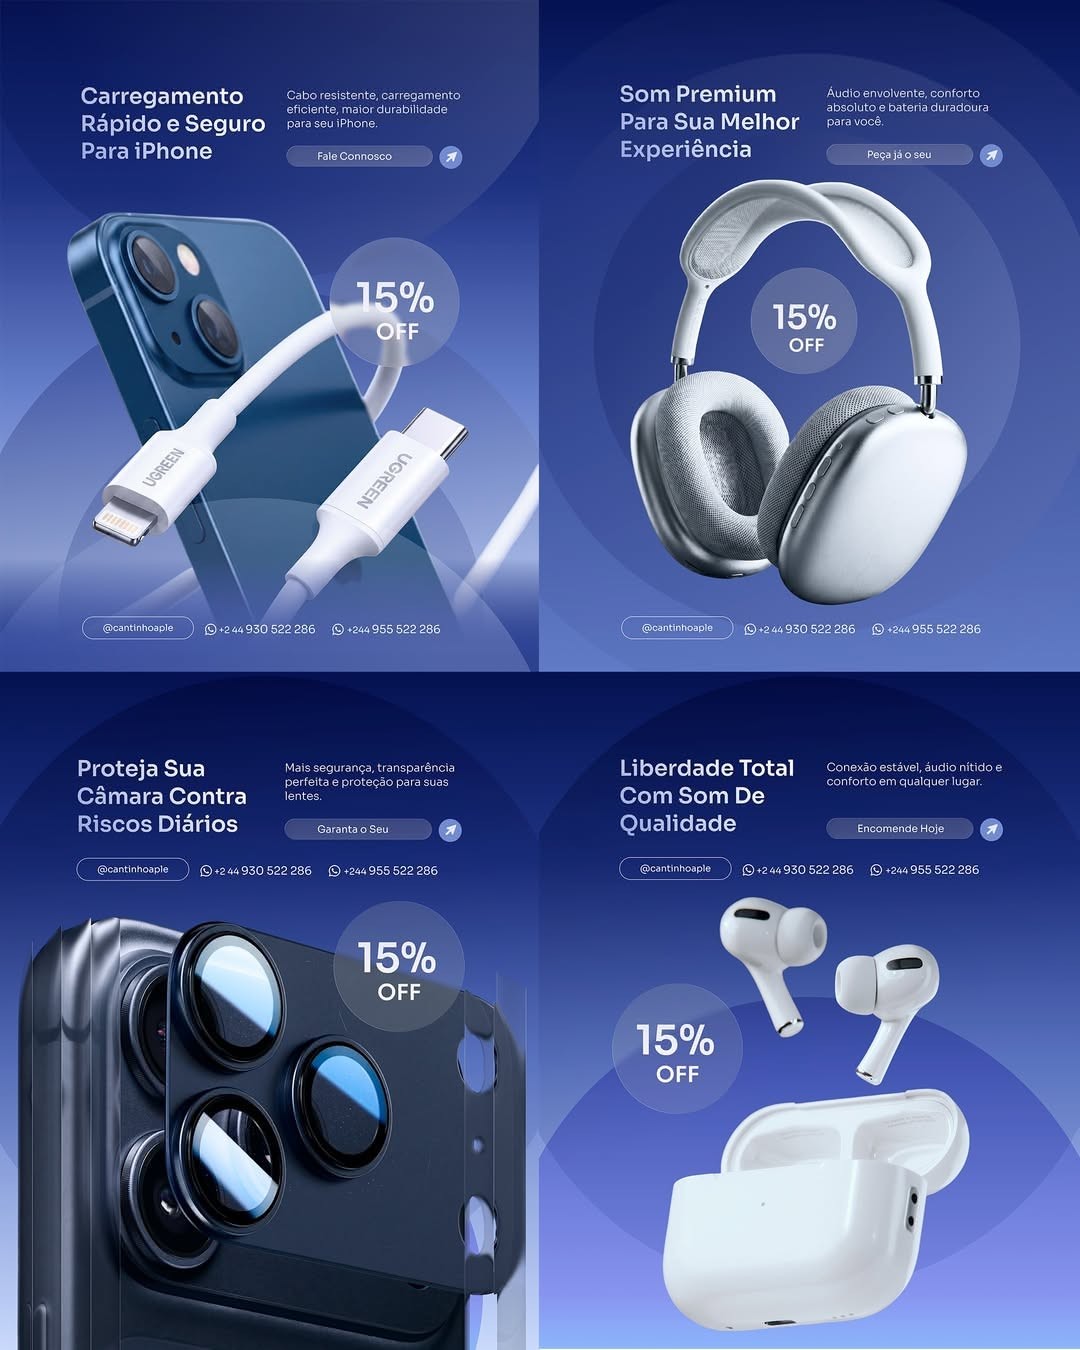 Carregamento
Rápido e Seguro
Para iPhone
Cabo resistente, carregamento
eficiente, maior durabilidade
para seu iPhone.
Fale Connosco
15%
OFF
UGREEN
UGREEN
@cantinhoaple
+2 44 930 522 286
+244 955 522 286
Som Premium
Para Sua Melhor
Experiência
Áudio envolvente, conforto
absoluto e bateria duradoura
para você.
Peça já o seu
15%
OFF
@cantinhoaple
+2 44 930 522 286
+244 955 522 286
Proteja Sua
Câmara Contra
Riscos Diários
Mais segurança, transparência
perfeita e proteção para suas
lentes.
Garanta o Seu
@cantinhoaple
+2 44 930 522 286
+244 955 522 286
15%
OFF
Liberdade Total
Com Som De
Qualidade
Conexão estável, áudio nítido e
conforto em qualquer lugar.
Encomende Hoje
@cantinhoaple
+2 44 930 522 286
+244 955 522 286
15%
OFF